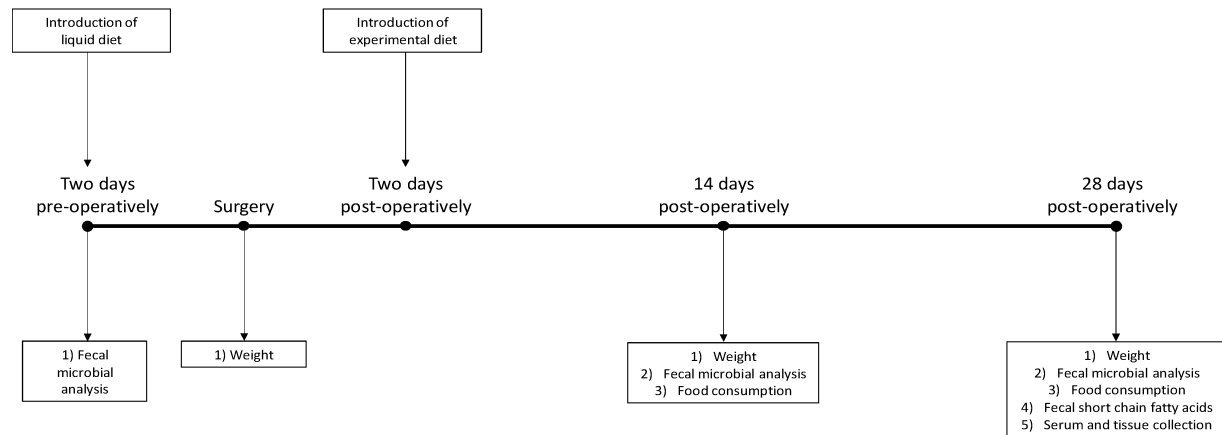 Introduction of
liquid diet
Introduction of
experimental diet
Two days
pre-operatively
Surgery
Two days
post-operatively
14 days
post-operatively
28 days
post-operatively
1) Fecal
microbial
analysis
1) Weight
1) Weight
2) Fecal microbial analysis
3) Food consumption
1) Weight
2) Fecal microbial analysis
3) Food consumption
4) Fecal short chain fatty acids
5) Serum and tissue collection